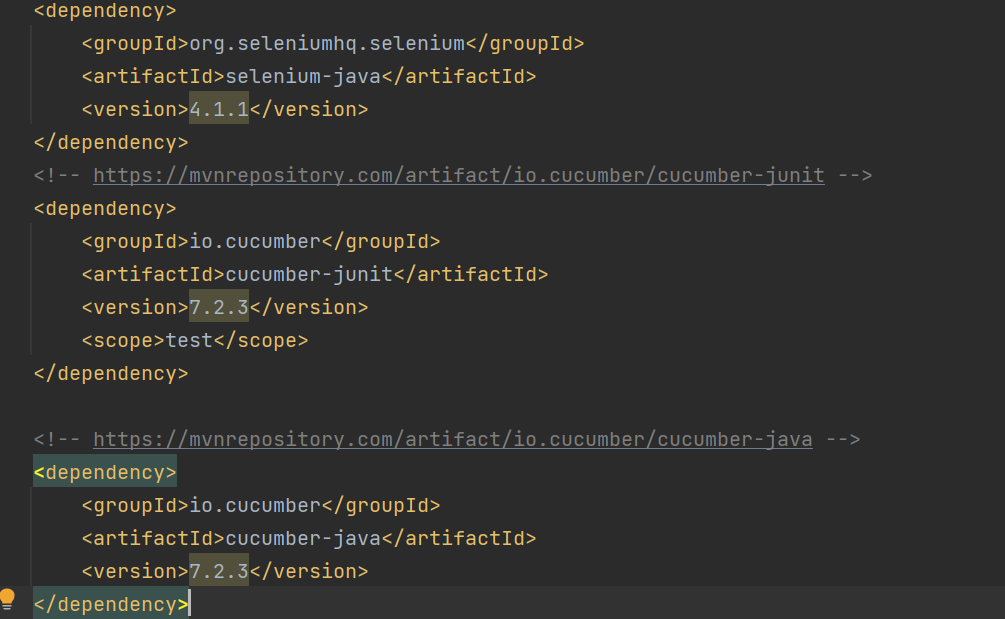 <dependency>
<groupId>org.seleniumhq.selenium</groupId>
<artifactId>selenium-java</artifactId>
<version>4.1.1</version>
</dependency>
<!-- https://mvnrepository.com/artifact/io.cucumber/cucumber-junit -->
<dependency>
<groupId>io.cucumber</groupId>
<artifactId>cucumber-junit</artifactId>
<version>7.2.3</version>
<scope>test</scope>
</dependency>
<!-- https://mvnrepository.com/artifact/io.cucumber/cucumber-java -->
<dependency>
<groupId>io.cucumber</groupId>
<artifactId>cucumber-java</artifactId>
<version>7.2.3</version>
</dependency>